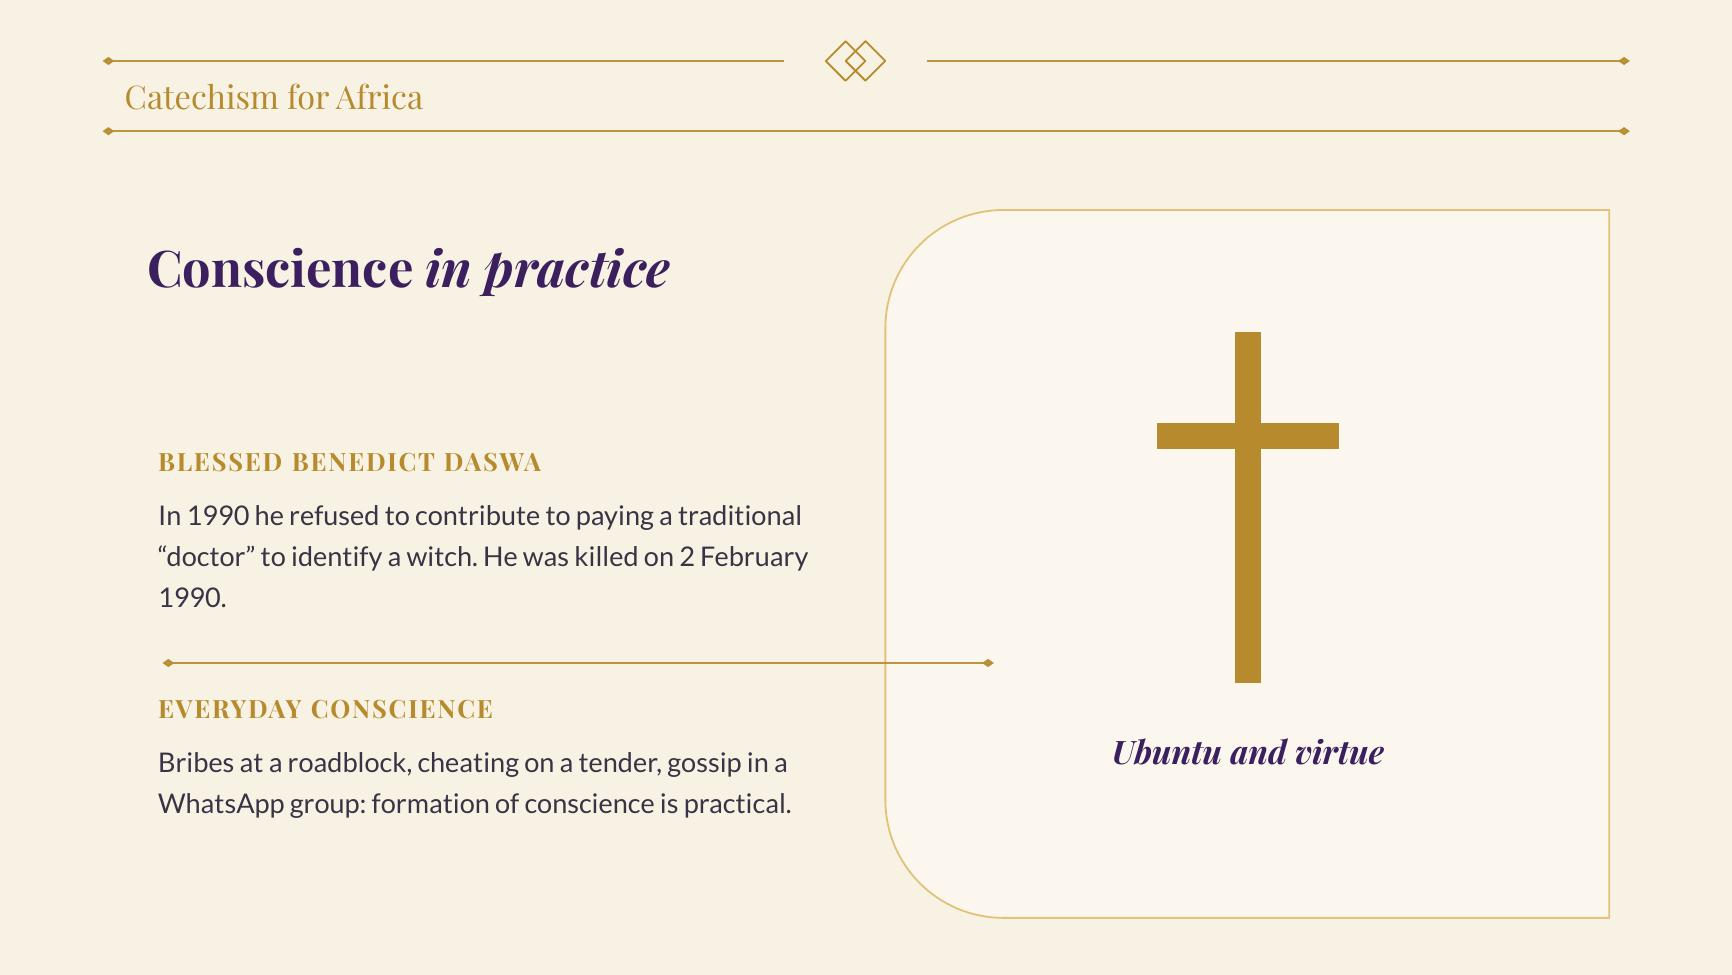 Catechism for Africa
Conscience in practice
BLESSED BENEDICT DASWA
In 1990 he refused to contribute to paying a traditional
“doctor” to identify a witch. He was killed on 2 February
1990.
EVERYDAY CONSCIENCE
Bribes at a roadblock, cheating on a tender, gossip in a
WhatsApp group: formation of conscience is practical.
Ubuntu and virtue